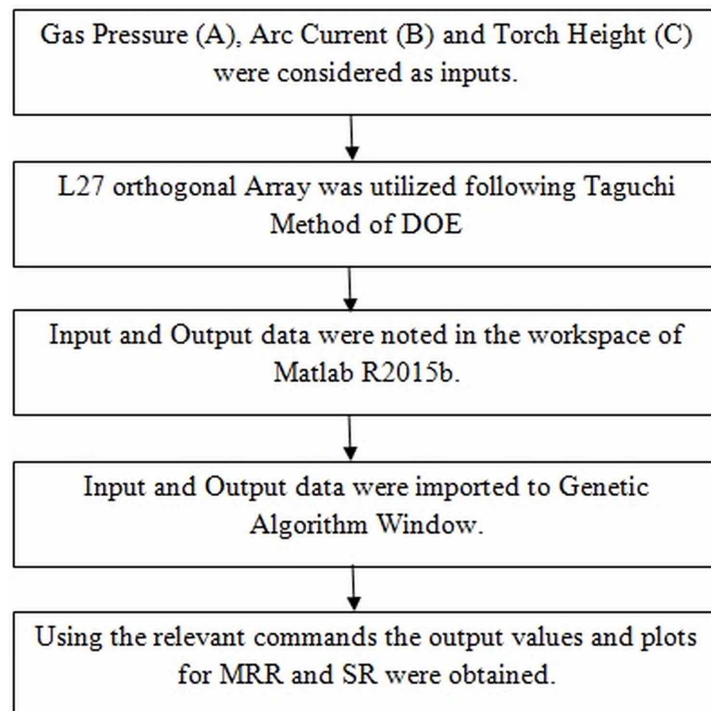 Gas Pressure (A), Arc Current (B) and Torch Height (C)
were considered as inputs.
L27 orthogonal Array was utilized following Taguchi
Method of DOE
Input and Output data were noted in the workspace of
Matlab R2015b.
Input and Output data were imported to Genetic
Algorithm Window.
Using the relevant commands the output values and plots
for MRR and SR were obtained.